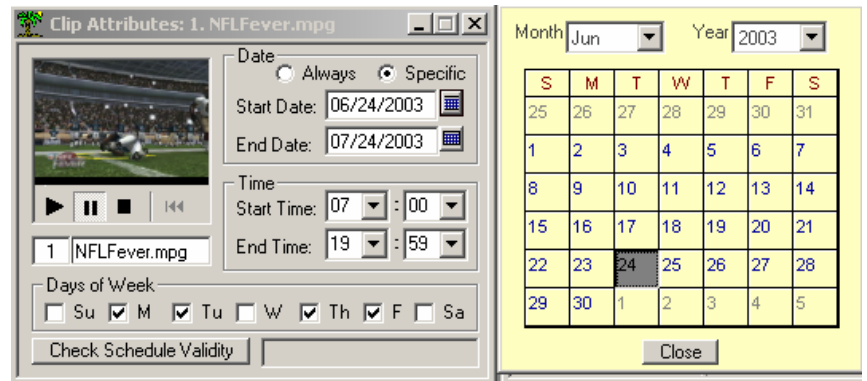 Clip Attributes: 1. NFLFever.mpg
Date
Always Specific
Start Date: 06/24/2003
End Date: 07/24/2003
Time
Start Time: 07 : 00
End Time: 19 : 59
1 NFLFever.mpg
Days of Week
Su M Tu W Th F Sa
Check Schedule Validity
Month Jun Year 2003
S M T W T F S
25 26 27 28 29 30 31
1 2 3 4 5 6 7
8 9 10 11 12 13 14
15 16 17 18 19 20 21
22 23 24 25 26 27 28
29 30 1 2 3 4 5
Close